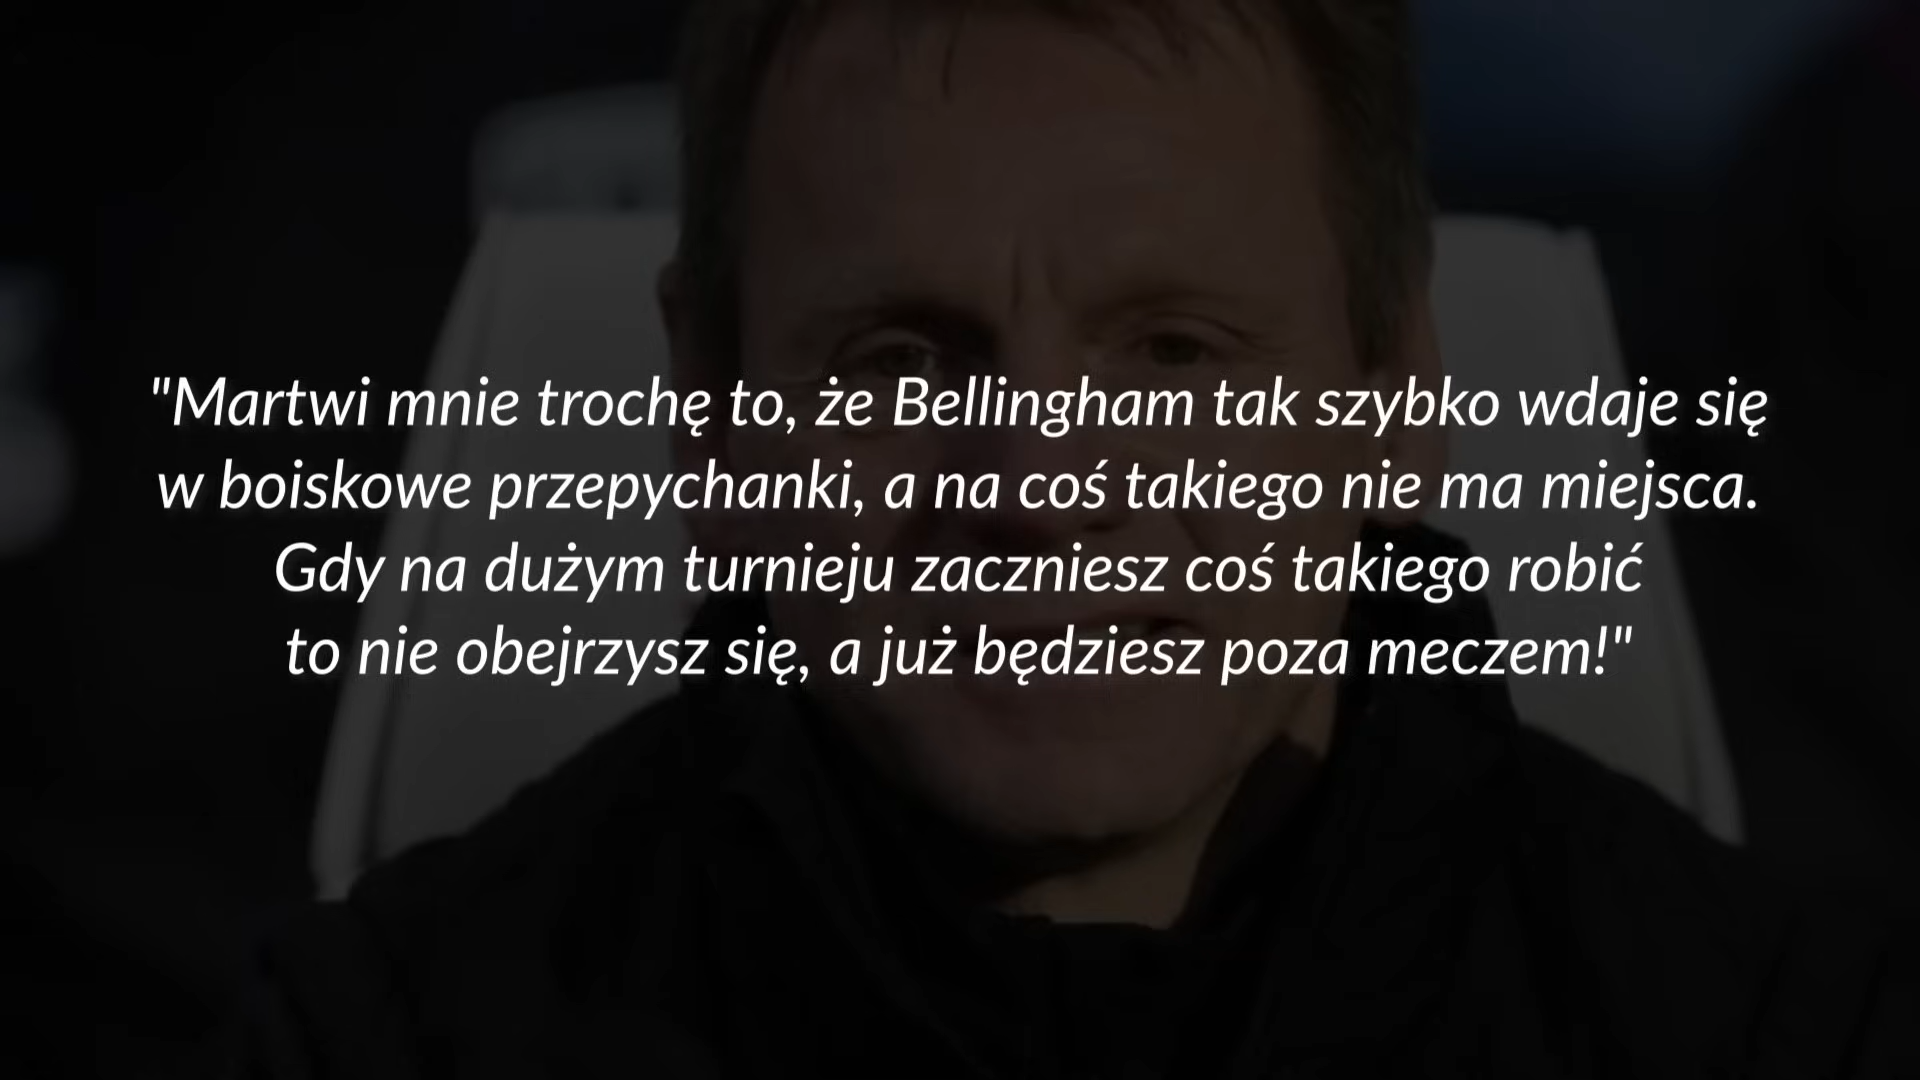 "Martwi mnie trochę to, że Bellingham tak szybko wdaje się
w boiskowe przepychanki, a na coś takiego nie ma miejsca.
Gdy na dużym turnieju zaczniesz coś takiego robić
to nie obejrzysz się, a już będziesz poza meczem!"